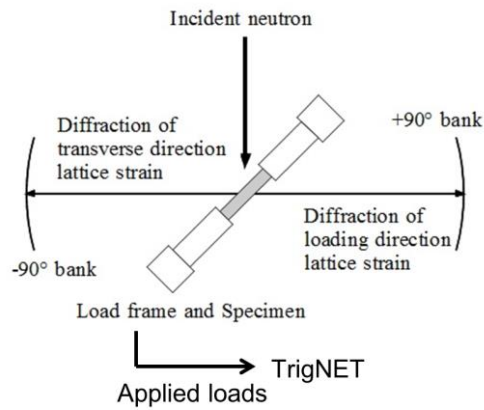 Incident neutron
Diffraction of
transverse direction
lattice strain
+90° bank
Diffraction of
loading direction
lattice strain
-90° bank
Load frame and Specimen
TrigNET
Applied loads